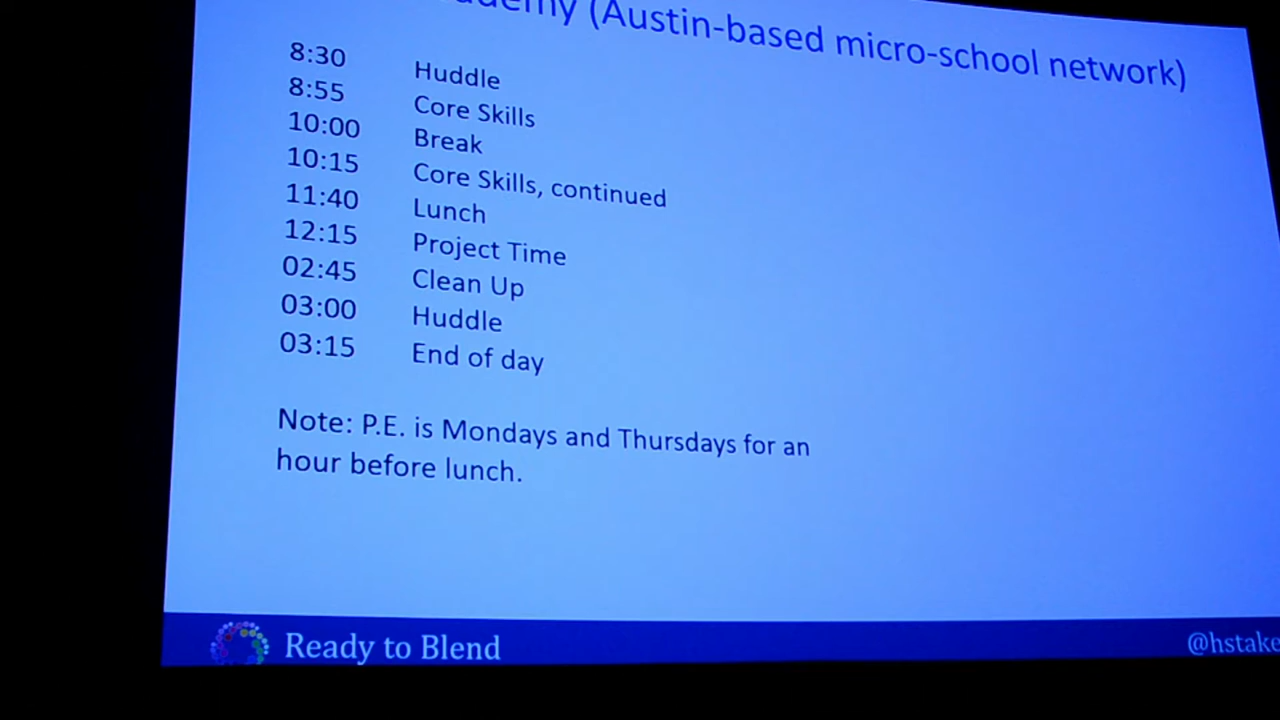 (Austin-based micro-school network)
8:30 Huddle
8:55 Core Skills
10:00 Break
10:15 Core Skills, continued
11:40 Lunch
12:15 Project Time
02:45 Clean Up
03:00 Huddle
03:15 End of day
Note: P.E. is Mondays and Thursdays for an
hour before lunch.
Ready to Blend
@hstake